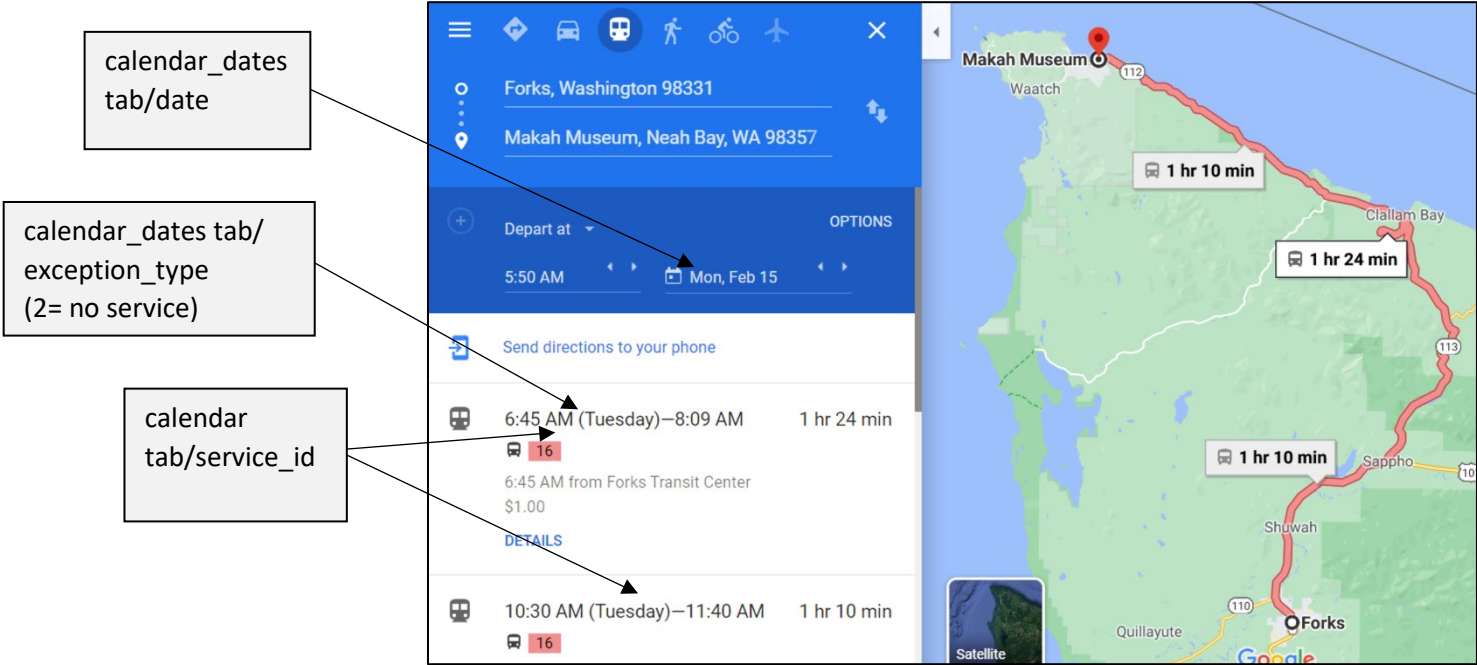 calendar_dates
tab/date
calendar_dates tab/
exception_type
(2= no service)
calendar
tab/service_id
Forks, Washington 98331
Makah Museum, Neah Bay, WA 98357
Depart at
OPTIONS
5:50 AM
Mon, Feb 15
Send directions to your phone
6:45 AM (Tuesday)—8:09 AM
1 hr 24 min
16
6:45 AM from Forks Transit Center
$1.00
DETAILS
10:30 AM (Tuesday)—11:40 AM
1 hr 10 min
16
Makah Museum
112
Waatch
1 hr 10 min
Clallam Bay
1 hr 24 min
113
1 hr 10 min
Sappho
Shuwah
110
Forks
Quillayute
Satellite
Google